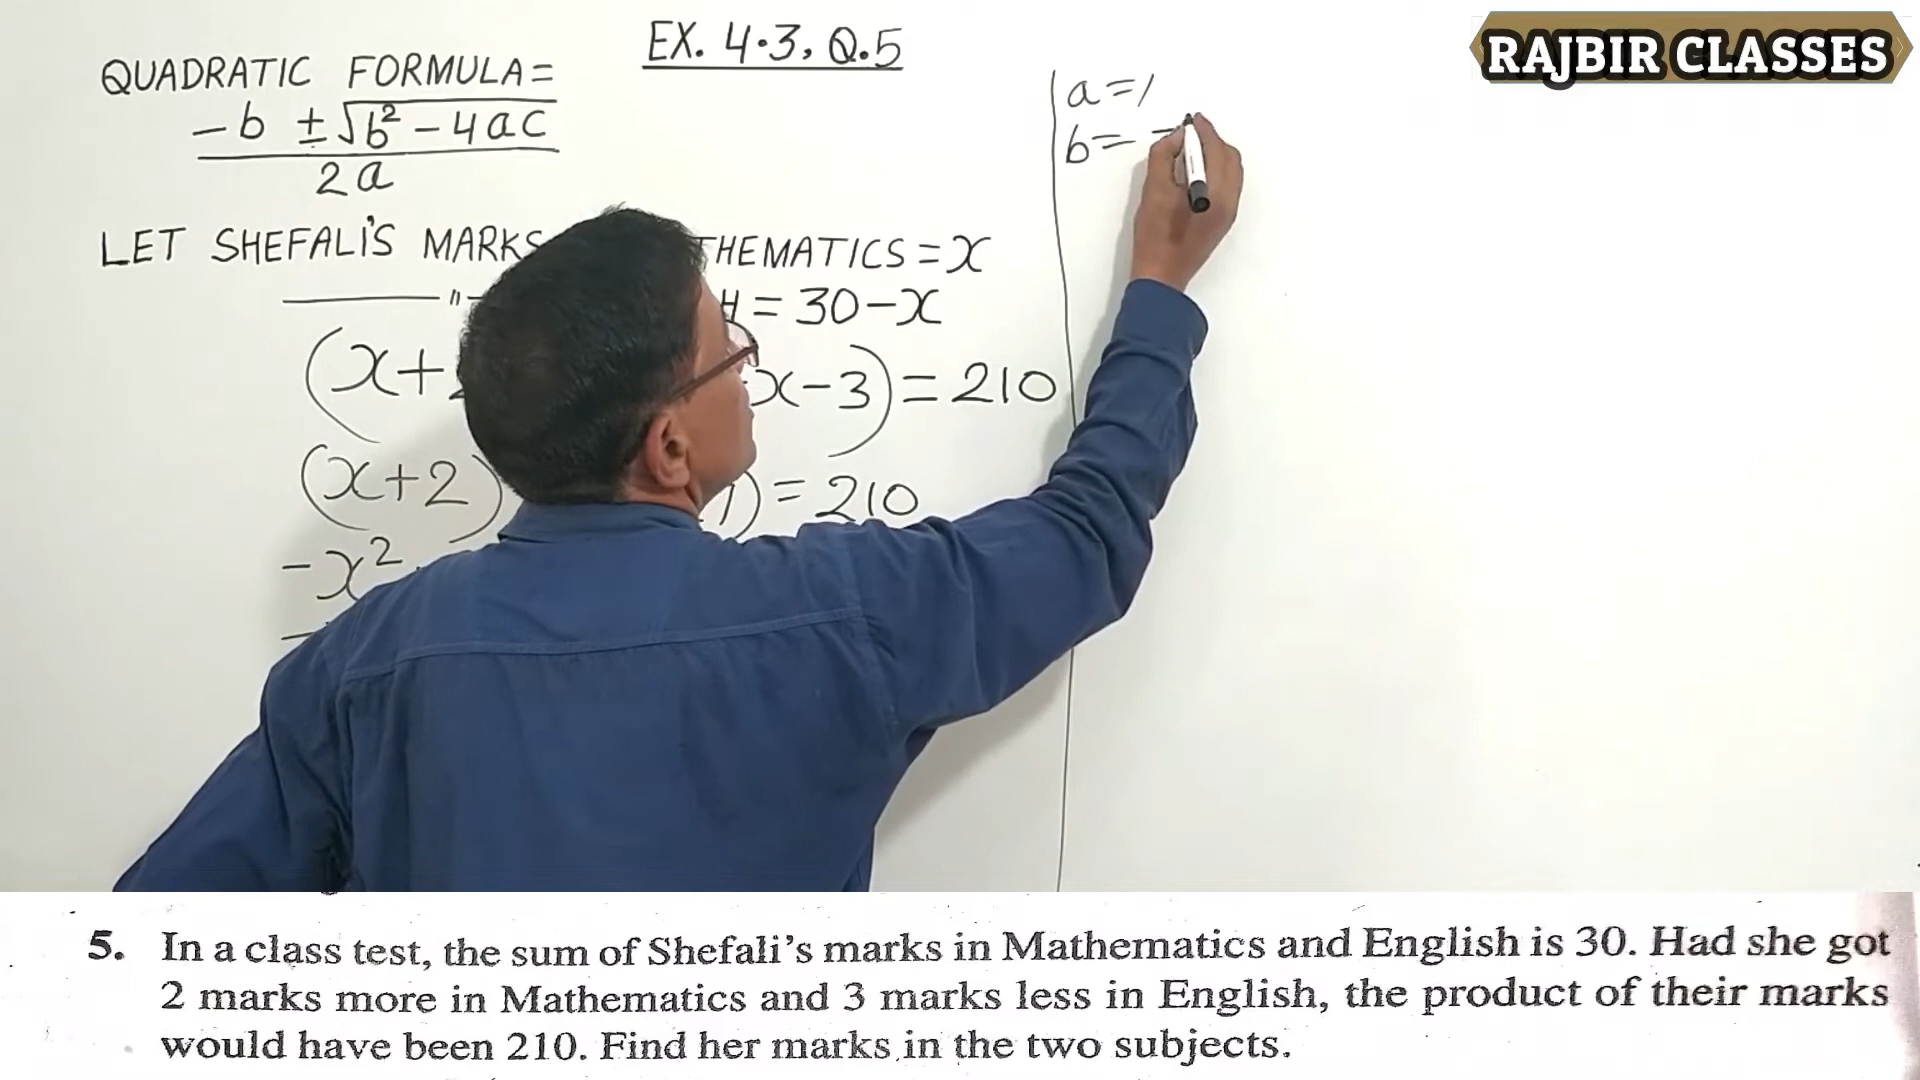 RAJBIR CLASSES
EX. 4.3, Q.5
QUADRATIC FORMULA=
-b ±√b² - 4ac
2a
LET SHEFALI'S MARKS THEMATICS = x
" = 30-x
(x+ x-3) = 210
(x+2) ) = 210
-x²
a=1
b= -
5. In a class test, the sum of Shefali's marks in Mathematics and English is 30. Had she got
2 marks more in Mathematics and 3 marks less in English, the product of their marks
would have been 210. Find her marks in the two subjects.